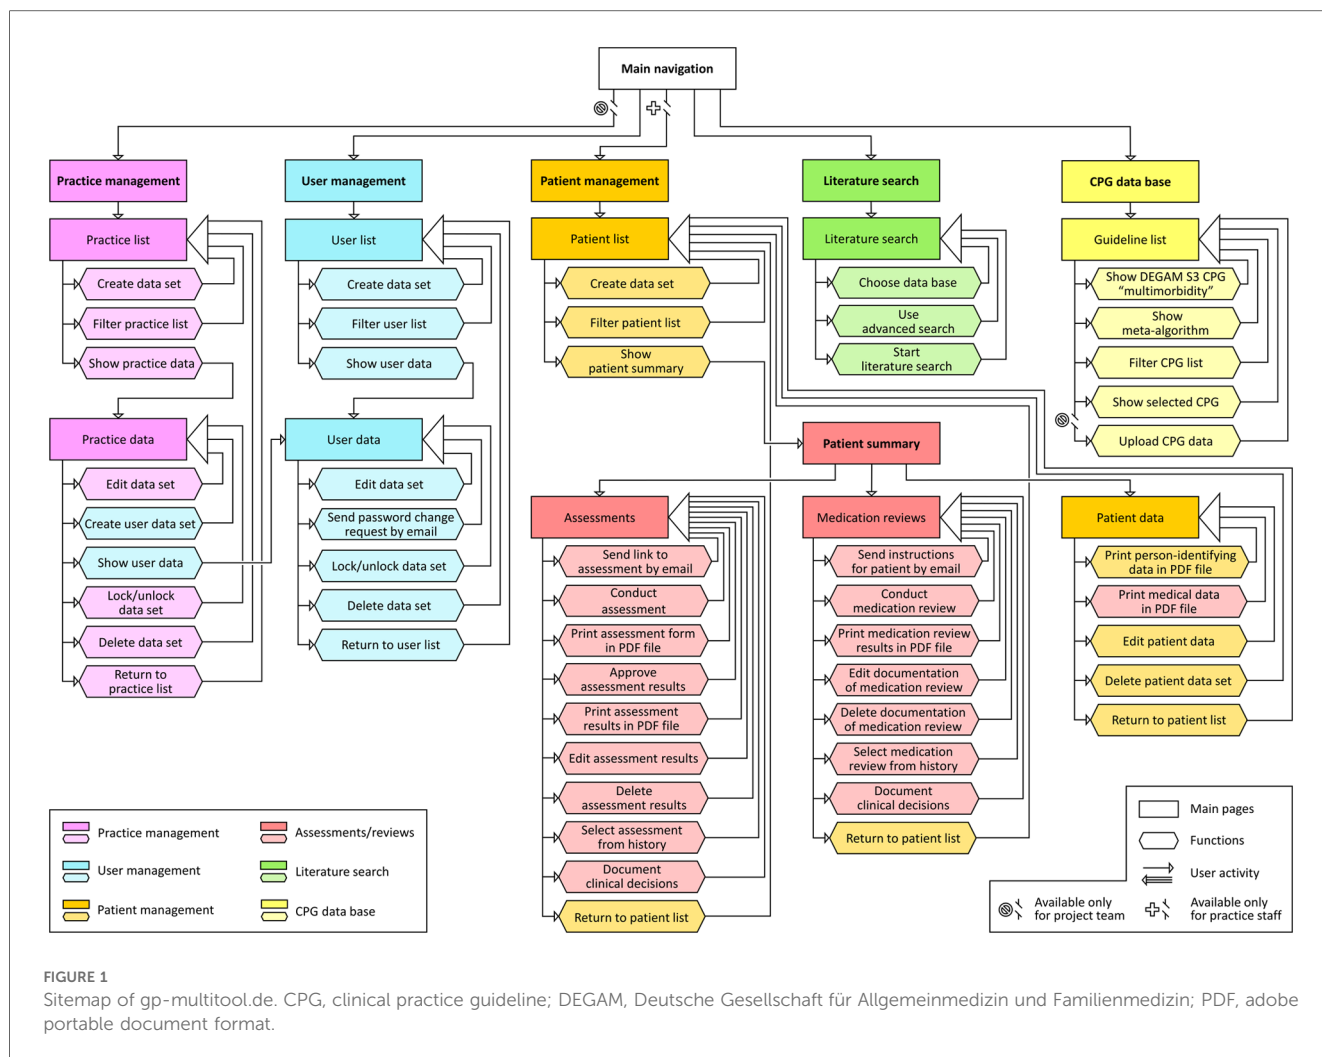 Main navigation
Practice management
User management
Patient management
Literature search
CPG data base
Practice list
Create data set
Filter practice list
Show practice data
Practice data
Edit data set
Create user data set
Show user data
Lock/unlock
data set
Delete data set
Return to
practice list
User list
Create data set
Filter user list
Show user data
User data
Edit data set
Send password change
request by email
Lock/unlock data set
Delete data set
Return to user list
Patient list
Create data set
Filter patient list
Show
patient summary
Literature search
Choose data base
Use
advanced search
Start
literature search
Guideline list
Show DEGAM S3 CPG
“multimorbidity”
Show
meta-algorithm
Filter CPG list
Show selected CPG
Upload CPG data
Patient summary
Assessments
Send link to
assessment by email
Conduct
assessment
Print assessment form
in PDF file
Approve
assessment results
Print assessment
results in PDF file
Edit assessment results
Delete
assessment results
Select assessment
from history
Document
clinical decisions
Return to patient list
Medication reviews
Send instructions
for patient by email
Conduct
medication review
Print medication review
results in PDF file
Edit documentation
of medication review
Delete documentation
of medication review
Select medication
review from history
Document
clinical decisions
Return to patient list
Patient data
Print person-identifying
data in PDF file
Print medical data
in PDF file
Edit patient data
Delete patient data set
Return to patient list
Practice management
User management
Patient management
Assessments/reviews
Literature search
CPG data base
Main pages
Functions
User activity
Available only
for project team
Available only
for practice staff
FIGURE 1
Sitemap of gp-multitool.de. CPG, clinical practice guideline; DEGAM, Deutsche Gesellschaft für Allgemeinmedizin und Familienmedizin; PDF, adobe
portable document format.